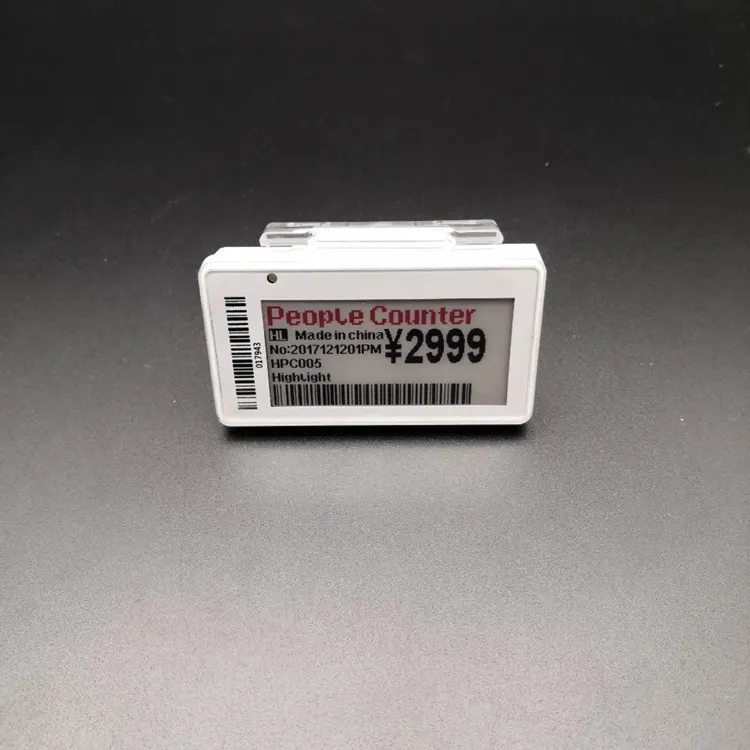 People Counter
HL Made in china
¥2999
No:2017121201PM
HPC005
Highlight
017943